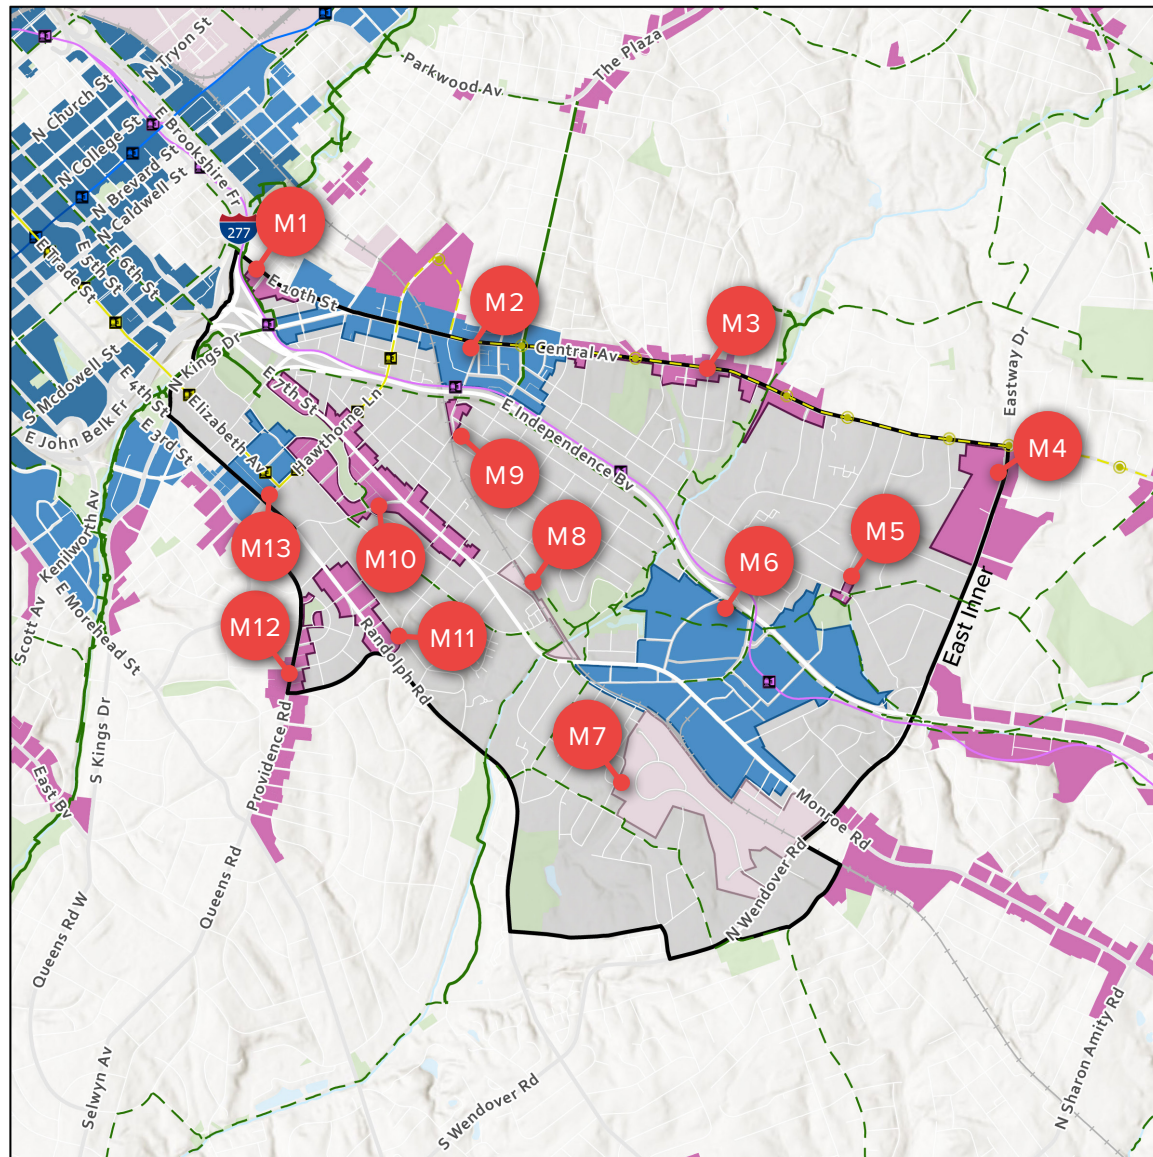 N Tryon St
The Plaza
Parkwood Av
N Church St
E Brookshire Fr
N College St
N Brevard St
N Caldwell St
277
M1
E 6th St
E 5th St
E Trade St
E 10th St
M2
M3
Central Av
Eastway Dr
N Kings Dr
S Mcdowell St
E 4th St
E 7th St
E John Belk Fr
Elizabeth Av
Hawthorne Ln
E 3rd St
E Independence Bv
M4
M9
M5
M8
M13
M10
M6
Kenilworth Av
Scott Av
E Morehead St
M12
M11
East Inner
Randolph Rd
S Kings Dr
Providence Rd
M7
East Bv
Monroe Rd
Queens Rd
N Wendover Rd
Queens Rd W
N Sharon Amity Rd
Selwyn Av
S Wendover Rd